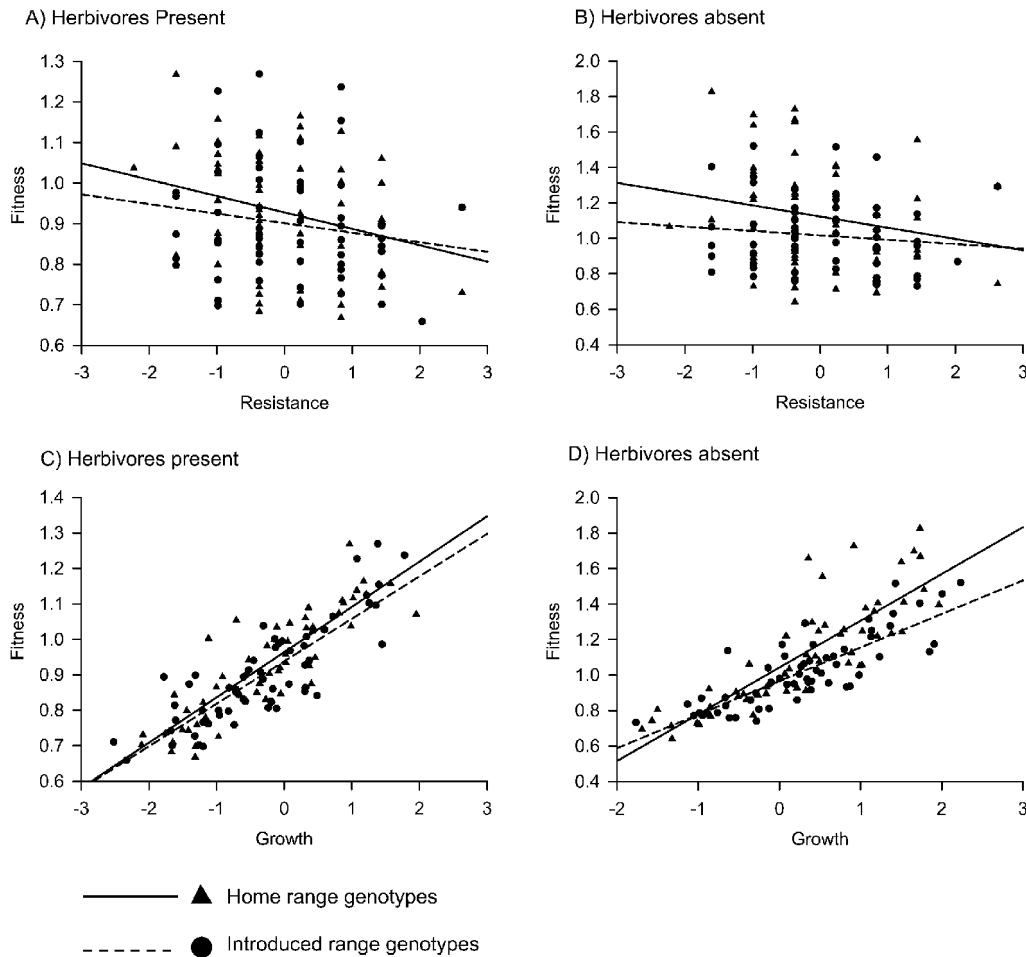 A) Herbivores Present
B) Herbivores absent
1.3
1.2
1.1
1.0
0.9
0.8
0.7
0.6
Fitness
-3 -2 -1 0 1 2 3
Resistance
2.0
1.8
1.6
1.4
1.2
1.0
0.8
0.6
0.4
Fitness
-3 -2 -1 0 1 2 3
Resistance
C) Herbivores present
D) Herbivores absent
1.4
1.3
1.2
1.1
1.0
0.9
0.8
0.7
0.6
Fitness
-3 -2 -1 0 1 2 3
Growth
2.0
1.8
1.6
1.4
1.2
1.0
0.8
0.6
0.4
Fitness
-2 -1 0 1 2 3
Growth
Home range genotypes
Introduced range genotypes